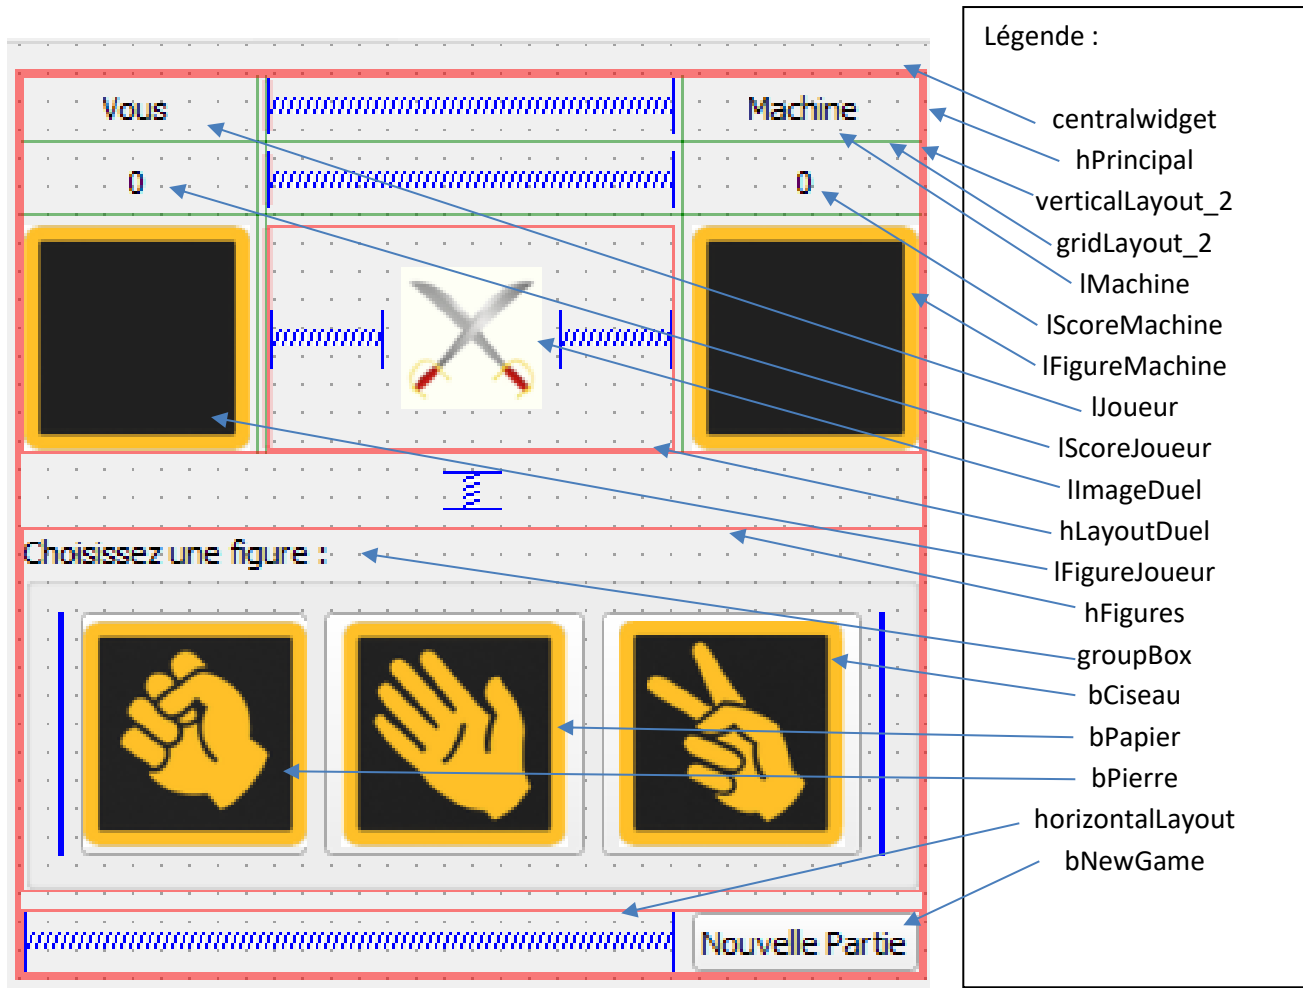 Légende :
Vous
Machine
0
0
Choisissez une figure :
Nouvelle Partie
centralwidget
hPrincipal
verticalLayout_2
gridLayout_2
lMachine
lScoreMachine
lFigureMachine
lJoueur
lScoreJoueur
lImageDuel
hLayoutDuel
lFigureJoueur
hFigures
groupBox
bCiseau
bPapier
bPierre
horizontalLayout
bNewGame